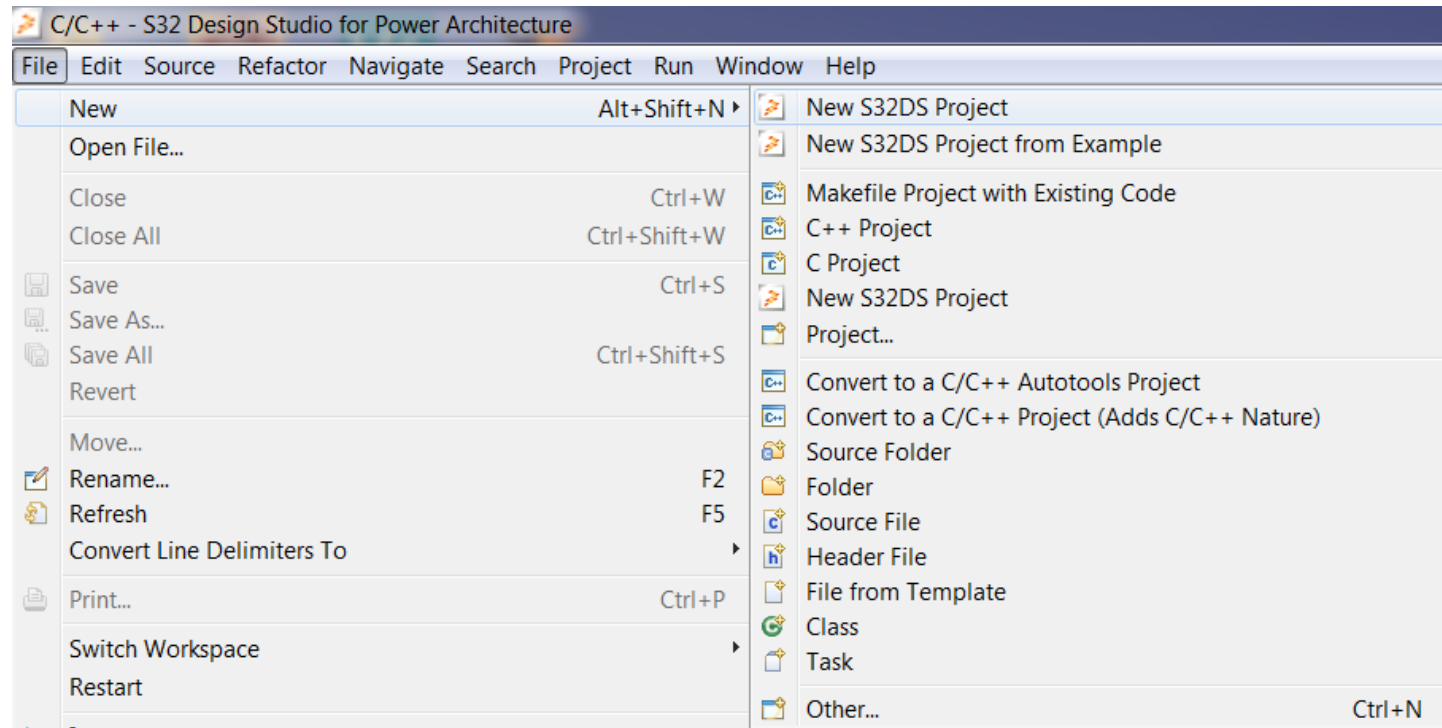 C/C++ - S32 Design Studio for Power Architecture
File Edit Source Refactor Navigate Search Project Run Window Help
New Alt+Shift+N
Open File...
Close Ctrl+W
Close All Ctrl+Shift+W
Save Ctrl+S
Save As...
Save All Ctrl+Shift+S
Revert
Move...
Rename... F2
Refresh F5
Convert Line Delimiters To
Print... Ctrl+P
Switch Workspace
Restart
New S32DS Project
New S32DS Project from Example
Makefile Project with Existing Code
C++ Project
C Project
New S32DS Project
Project...
Convert to a C/C++ Autotools Project
Convert to a C/C++ Project (Adds C/C++ Nature)
Source Folder
Folder
Source File
Header File
File from Template
Class
Task
Other... Ctrl+N